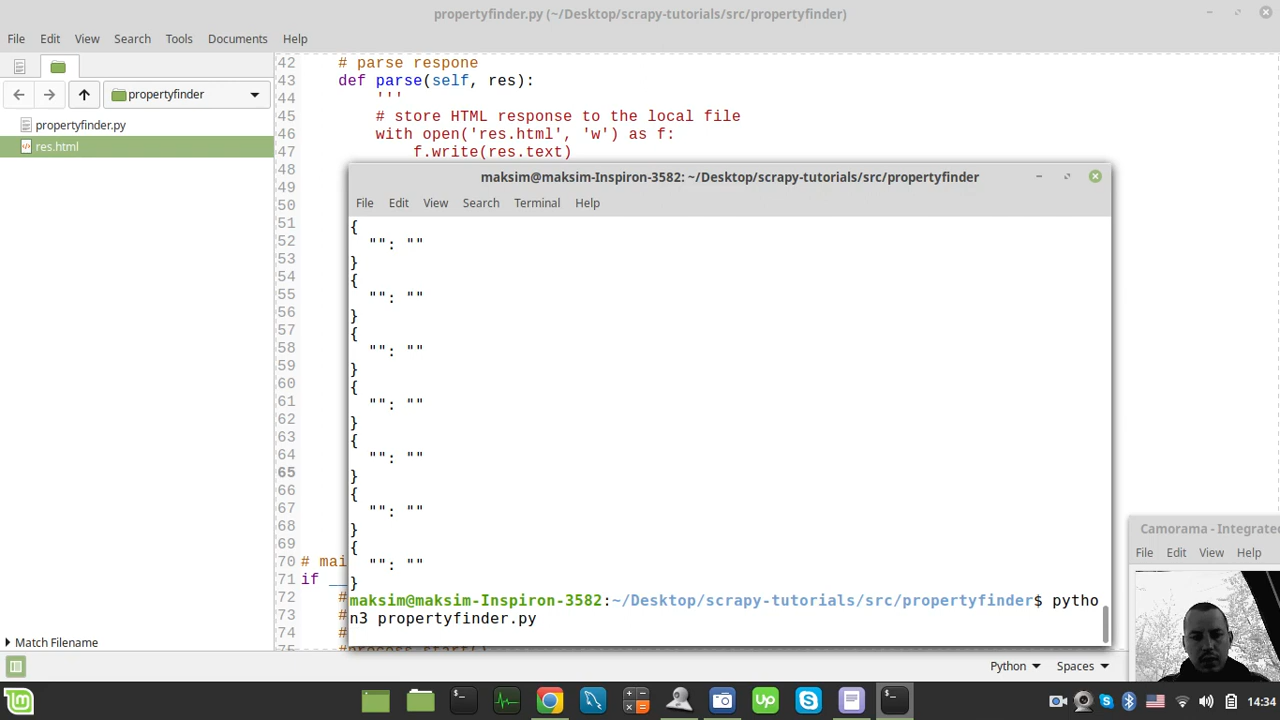 propertyfinder.py (~/Desktop/scrapy-tutorials/src/propertyfinder)
File Edit View Search Tools Documents Help
propertyfinder
propertyfinder.py
res.html
42 # parse respone
43 def parse(self, res):
44 '''
45 # store HTML response to the local file
46 with open('res.html', 'w') as f:
47 f.write(res.text)
48
49
50
51
52
53
54
55
56
57
58
59
60
61
62
63
64
65
66
67
68
69
70 # mai
71 if __
72 #
73 #
74 #
75 #process.start()
maksim@maksim-Inspiron-3582: ~/Desktop/scrapy-tutorials/src/propertyfinder
File Edit View Search Terminal Help
{
"": ""
}
{
"": ""
}
{
"": ""
}
{
"": ""
}
{
"": ""
}
{
"": ""
}
{
"": ""
}
maksim@maksim-Inspiron-3582:~/Desktop/scrapy-tutorials/src/propertyfinder$ pytho
n3 propertyfinder.py
Camorama - Integrated
File Edit View Help
Match Filename
Python Spaces
14:34